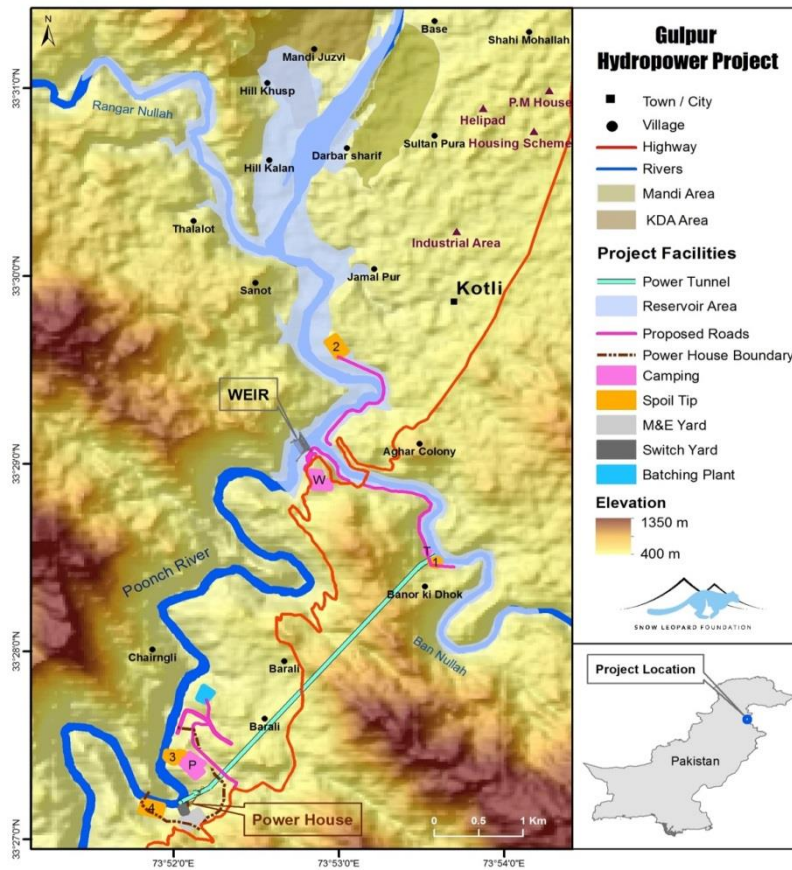 N
Base
Shahi Mohallah
Mandi Juzvi
Hill Khusp
Rangar Nullah
P.M House
Helipad
Housing Scheme
Sultan Pura
Darbar sharif
Hill Kalan
Thalalot
Industrial Area
Jamal Pur
Sanot
Kotli
2
WEIR
Aghar Colony
W
T
1
Banor ki Dhok
Poonch River
Ban Nullah
Chairngli
Barali
Barali
3
P
4
Power House
0 0.5 1 Km
33°31'0"N
33°30'0"N
33°29'0"N
33°28'0"N
33°27'0"N
73°52'0"E
73°53'0"E
73°54'0"E
Gulpur
Hydropower Project
Town / City
Village
Highway
Rivers
Mandi Area
KDA Area
Project Facilities
Power Tunnel
Reservoir Area
Proposed Roads
Power House Boundary
Camping
Spoil Tip
M&E Yard
Switch Yard
Batching Plant
Elevation
1350 m
400 m
SNOW LEOPARD FOUNDATION
Project Location
Pakistan